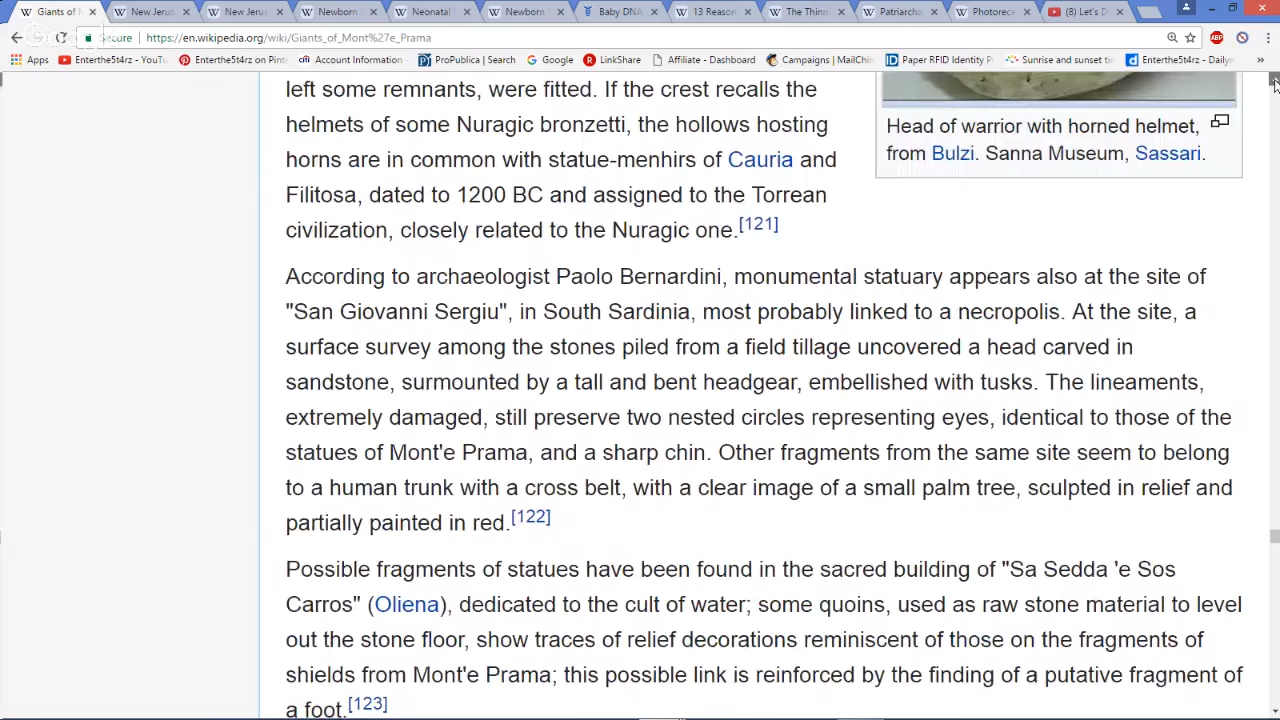 Giants of M
New Jerus
New Jerus
Newborn
Neonatal
Newborn
Baby DNA
13 Reason
The Thinn
Patriarcha
Photorece
(8) Let's D
Secure https://en.wikipedia.org/wiki/Giants_of_Mont%27e_Prama
ABP
Apps Enterthe5t4rz - YouTu Enterthe5t4rz on Pint Account Information ProPublica | Search Google LinkShare Affiliate - Dashboard Campaigns | MailChim Paper RFID Identity P Sunrise and sunset tim Enterthe5t4rz - Dailym »
left some remnants, were fitted. If the crest recalls the
helmets of some Nuragic bronzetti, the hollows hosting
horns are in common with statue-menhirs of Cauria and
Filitosa, dated to 1200 BC and assigned to the Torrean
civilization, closely related to the Nuragic one.[121]
Head of warrior with horned helmet,
from Bulzi. Sanna Museum, Sassari.
According to archaeologist Paolo Bernardini, monumental statuary appears also at the site of
"San Giovanni Sergiu", in South Sardinia, most probably linked to a necropolis. At the site, a
surface survey among the stones piled from a field tillage uncovered a head carved in
sandstone, surmounted by a tall and bent headgear, embellished with tusks. The lineaments,
extremely damaged, still preserve two nested circles representing eyes, identical to those of the
statues of Mont'e Prama, and a sharp chin. Other fragments from the same site seem to belong
to a human trunk with a cross belt, with a clear image of a small palm tree, sculpted in relief and
partially painted in red.[122]
Possible fragments of statues have been found in the sacred building of "Sa Sedda 'e Sos
Carros" (Oliena), dedicated to the cult of water; some quoins, used as raw stone material to level
out the stone floor, show traces of relief decorations reminiscent of those on the fragments of
shields from Mont'e Prama; this possible link is reinforced by the finding of a putative fragment of
a foot.[123]